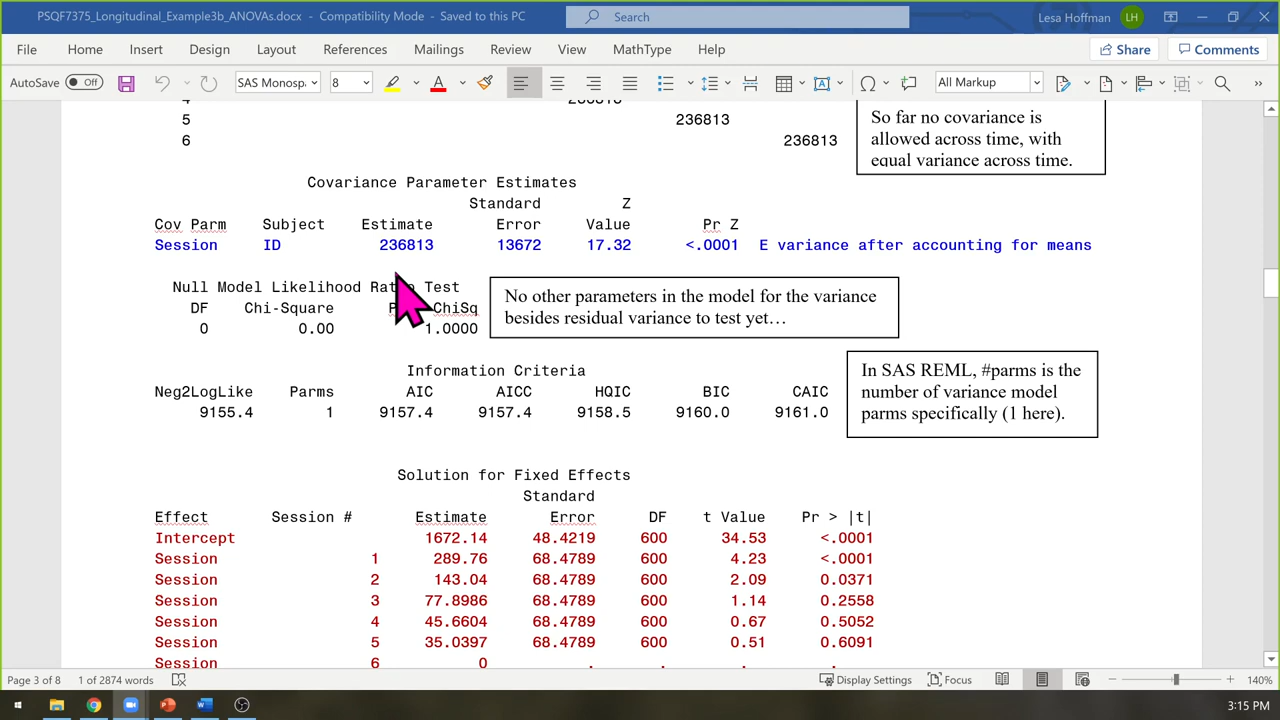 PSQF7375_Longitudinal_Example3b_ANOVAs.docx - Compatibility Mode - Saved to this PC
Search
Lesa Hoffman LH
File Home Insert Design Layout References Mailings Review View MathType Help Share Comments
AutoSave Off SAS Monospa 8 All Markup
5 236813
6 236813
So far no covariance is
allowed across time, with
equal variance across time.
Covariance Parameter Estimates
Standard Z
Cov Parm Subject Estimate Error Value Pr Z
Session ID 236813 13672 17.32 <.0001 E variance after accounting for means
Null Model Likelihood Ratio Test
DF Chi-Square ChiSq
0 0.00 1.0000
No other parameters in the model for the variance
besides residual variance to test yet…
Information Criteria
Neg2LogLike Parms AIC AICC HQIC BIC CAIC
9155.4 1 9157.4 9157.4 9158.5 9160.0 9161.0
In SAS REML, #parms is the
number of variance model
parms specifically (1 here).
Solution for Fixed Effects
Standard
Effect Session # Estimate Error DF t Value Pr > |t|
Intercept 1672.14 48.4219 600 34.53 <.0001
Session 1 289.76 68.4789 600 4.23 <.0001
Session 2 143.04 68.4789 600 2.09 0.0371
Session 3 77.8986 68.4789 600 1.14 0.2558
Session 4 45.6604 68.4789 600 0.67 0.5052
Session 5 35.0397 68.4789 600 0.51 0.6091
Session 6 0 . . . .
Page 3 of 8 1 of 2874 words Display Settings Focus 140%
3:15 PM